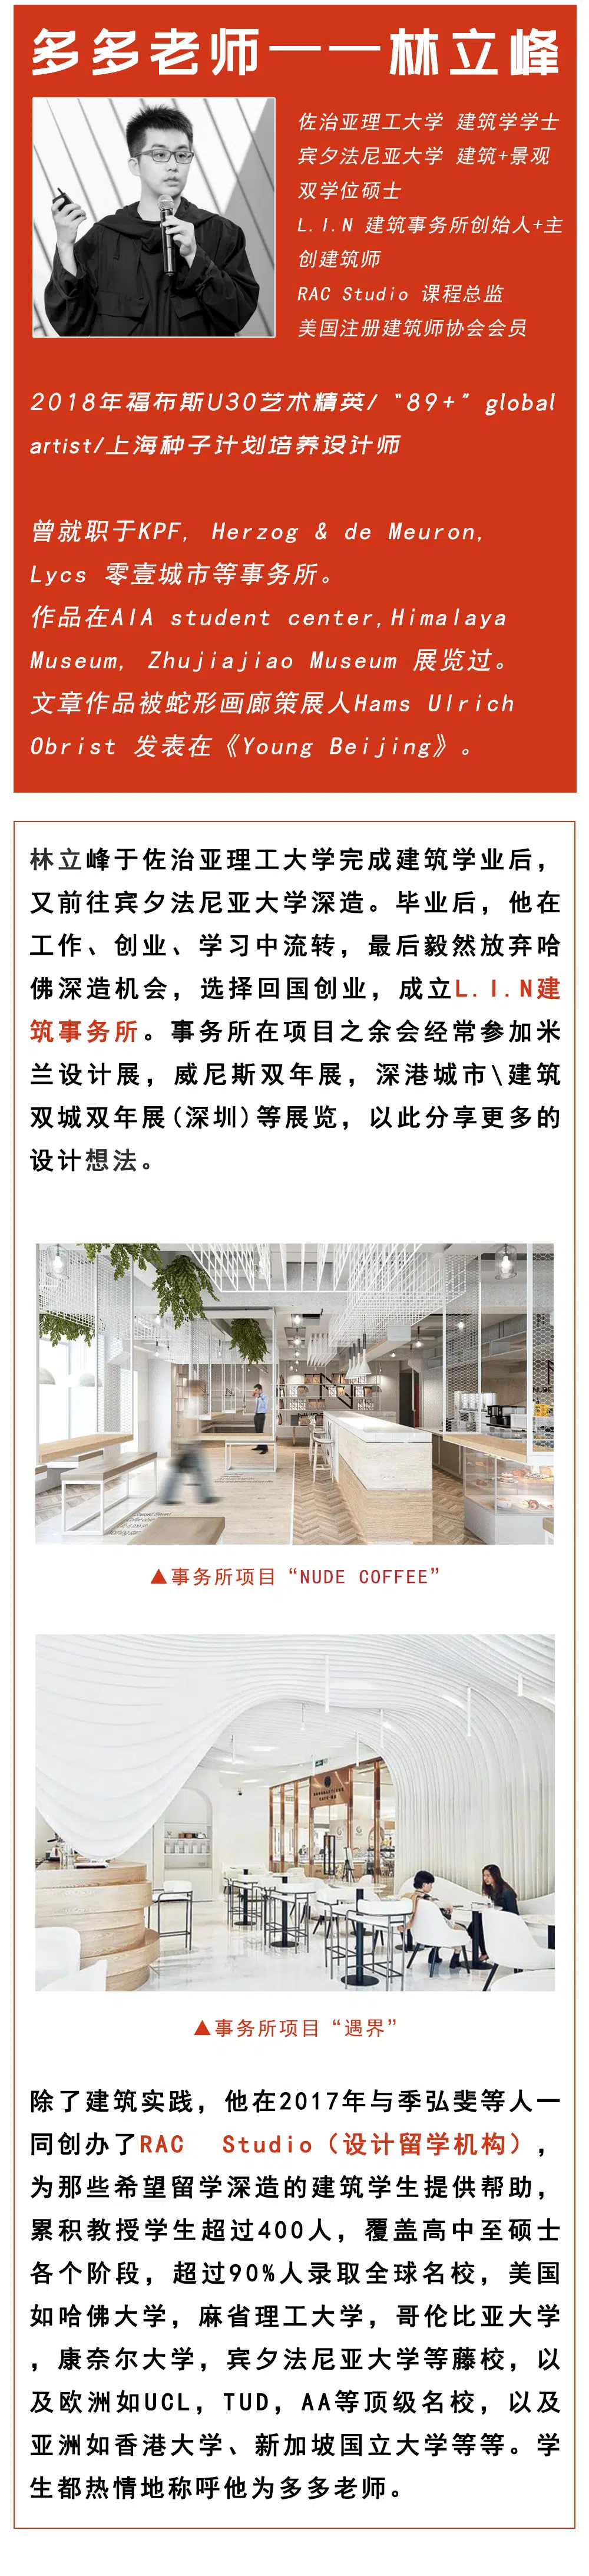 多多老师——林立峰
佐治亚理工大学 建筑学学士
宾夕法尼亚大学 建筑+景观
双学位硕士
L.I.N 建筑事务所创始人+主
创建筑师
RAC Studio 课程总监
美国注册建筑师协会会员
2018年福布斯U30艺术精英/“89+”global
artist/上海种子计划培养设计师
曾就职于KPF, Herzog & de Meuron,
Lycs 零壹城市等事务所。
作品在AIA student center,Himalaya
Museum, Zhujiajiao Museum 展览过。
文章作品被蛇形画廊策展人Hams Ulrich
Obrist 发表在《Young Beijing》。
林立峰于佐治亚理工大学完成建筑学业后，
又前往宾夕法尼亚大学深造。毕业后，他在
工作、创业、学习中流转，最后毅然放弃哈
佛深造机会，选择回国创业，成立L.I.N建
筑事务所。事务所在项目之余会经常参加米
兰设计展，威尼斯双年展，深港城市\建筑
双城双年展(深圳)等展览，以此分享更多的
设计想法。
▲事务所项目“NUDE COFFEE”
▲事务所项目“遇界”
除了建筑实践，他在2017年与季弘斐等人一
同创办了RAC Studio（设计留学机构），
为那些希望留学深造的建筑学生提供帮助，
累积教授学生超过400人，覆盖高中至硕士
各个阶段，超过90%人录取全球名校，美国
如哈佛大学，麻省理工大学，哥伦比亚大学
，康奈尔大学，宾夕法尼亚大学等藤校，以
及欧洲如UCL，TUD，AA等顶级名校，以及
亚洲如香港大学、新加坡国立大学等等。学
生都热情地称呼他为多多老师。